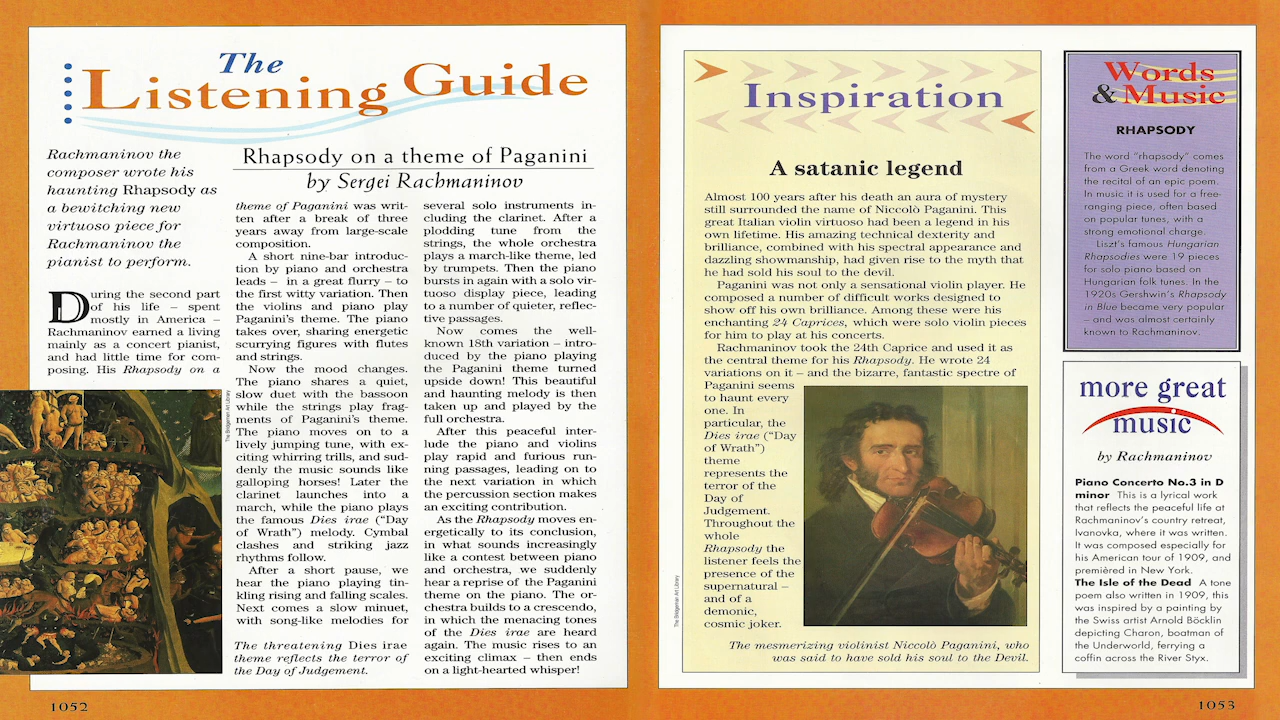 The
Listening Guide
Rachmaninov the
composer wrote his
haunting Rhapsody as
a bewitching new
virtuoso piece for
Rachmaninov the
pianist to perform.
Rhapsody on a theme of Paganini
by Sergei Rachmaninov
During the second part
of his life – spent
mostly in America –
Rachmaninov earned a living
mainly as a concert pianist,
and had little time for com-
posing. His Rhapsody on a
theme of Paganini was writ-
ten after a break of three
years away from large-scale
composition.
A short nine-bar introduc-
tion by piano and orchestra
leads – in a great flurry – to
the first witty variation. Then
the violins and piano play
Paganini's theme. The piano
takes over, sharing energetic
scurrying figures with flutes
and strings.
Now the mood changes.
The piano shares a quiet,
slow duet with the bassoon
while the strings play frag-
ments of Paganini's theme.
The piano moves on to a
lively jumping tune, with ex-
citing whirring trills, and sud-
denly the music sounds like
galloping horses! Later the
clarinet launches into a
march, while the piano plays
the famous Dies irae ("Day
of Wrath") melody. Cymbal
clashes and striking jazz
rhythms follow.
After a short pause, we
hear the piano playing tin-
kling rising and falling scales.
Next comes a slow minuet,
with song-like melodies for
several solo instruments in-
cluding the clarinet. After a
plodding tune from the
strings, the whole orchestra
plays a march-like theme, led
by trumpets. Then the piano
bursts in again with a solo vir-
tuoso display piece, leading
to a number of quieter, reflec-
tive passages.
Now comes the well-
known 18th variation – intro-
duced by the piano playing
the Paganini theme turned
upside down! This beautiful
and haunting melody is then
taken up and played by the
full orchestra.
After this peaceful inter-
lude the piano and violins
play rapid and furious run-
ning passages, leading on to
the next variation in which
the percussion section makes
an exciting contribution.
As the Rhapsody moves en-
ergetically to its conclusion,
in what sounds increasingly
like a contest between piano
and orchestra, we suddenly
hear a reprise of the Paganini
theme on the piano. The or-
chestra builds to a crescendo,
in which the menacing tones
of the Dies irae are heard
again. The music rises to an
exciting climax – then ends
on a light-hearted whisper!
The Bridgeman Art Library
The threatening Dies irae
theme reflects the terror of
the Day of Judgement.
1052
Inspiration
A satanic legend
Almost 100 years after his death an aura of mystery
still surrounded the name of Niccolò Paganini. This
great Italian violin virtuoso had been a legend in his
own lifetime. His amazing technical dexterity and
brilliance, combined with his spectral appearance and
dazzling showmanship, had given rise to the myth that
he had sold his soul to the devil.
Paganini was not only a sensational violin player. He
composed a number of difficult works designed to
show off his own brilliance. Among these were his
enchanting 24 Caprices, which were solo violin pieces
for him to play at his concerts.
Rachmaninov took the 24th Caprice and used it as
the central theme for his Rhapsody. He wrote 24
variations on it – and the bizarre, fantastic spectre of
Paganini seems
to haunt every
one. In
particular, the
Dies irae ("Day
of Wrath")
theme
represents the
terror of the
Day of
Judgement.
Throughout the
whole
Rhapsody the
listener feels the
presence of the
supernatural –
and of a
demonic,
cosmic joker.
The Bridgeman Art Library
The mesmerizing violinist Niccolò Paganini, who
was said to have sold his soul to the Devil.
Words
& Music
RHAPSODY
The word "rhapsody" comes
from a Greek word denoting
the recital of an epic poem.
In music it is used for a free-
ranging piece, often based
on popular tunes, with a
strong emotional charge.
Liszt's famous Hungarian
Rhapsodies were 19 pieces
for solo piano based on
Hungarian folk tunes. In the
1920s Gershwin's Rhapsody
in Blue became very popular
– and was almost certainly
known to Rachmaninov.
more great
music
by Rachmaninov
Piano Concerto No.3 in D
minor This is a lyrical work
that reflects the peaceful life at
Rachmaninov's country retreat,
Ivanovka, where it was written.
It was composed especially for
his American tour of 1909, and
premièred in New York.
The Isle of the Dead A tone
poem also written in 1909, this
was inspired by a painting by
the Swiss artist Arnold Böcklin
depicting Charon, boatman of
the Underworld, ferrying a
coffin across the River Styx.
1053